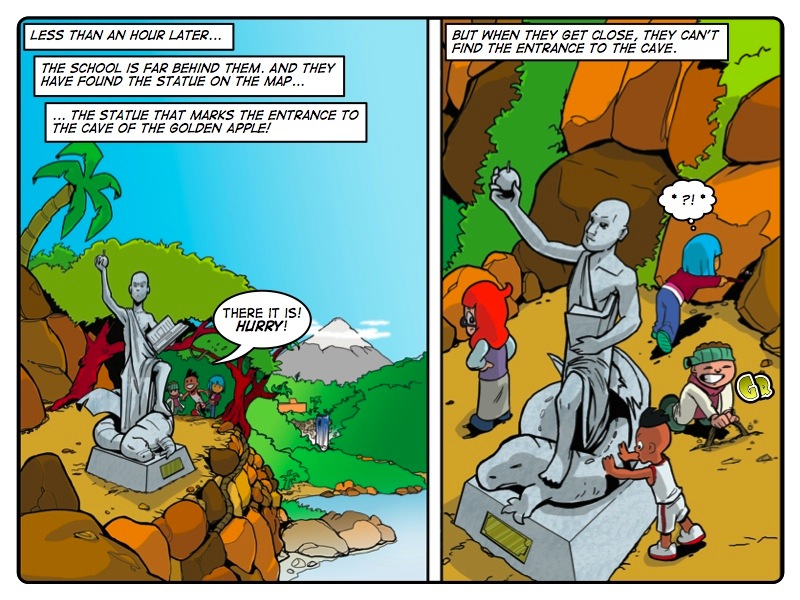 LESS THAN AN HOUR LATER...
THE SCHOOL IS FAR BEHIND THEM. AND THEY
HAVE FOUND THE STATUE ON THE MAP...
... THE STATUE THAT MARKS THE ENTRANCE TO
THE CAVE OF THE GOLDEN APPLE!
THERE IT IS!
HURRY!
BUT WHEN THEY GET CLOSE, THEY CAN'T
FIND THE ENTRANCE TO THE CAVE.
* ?! *